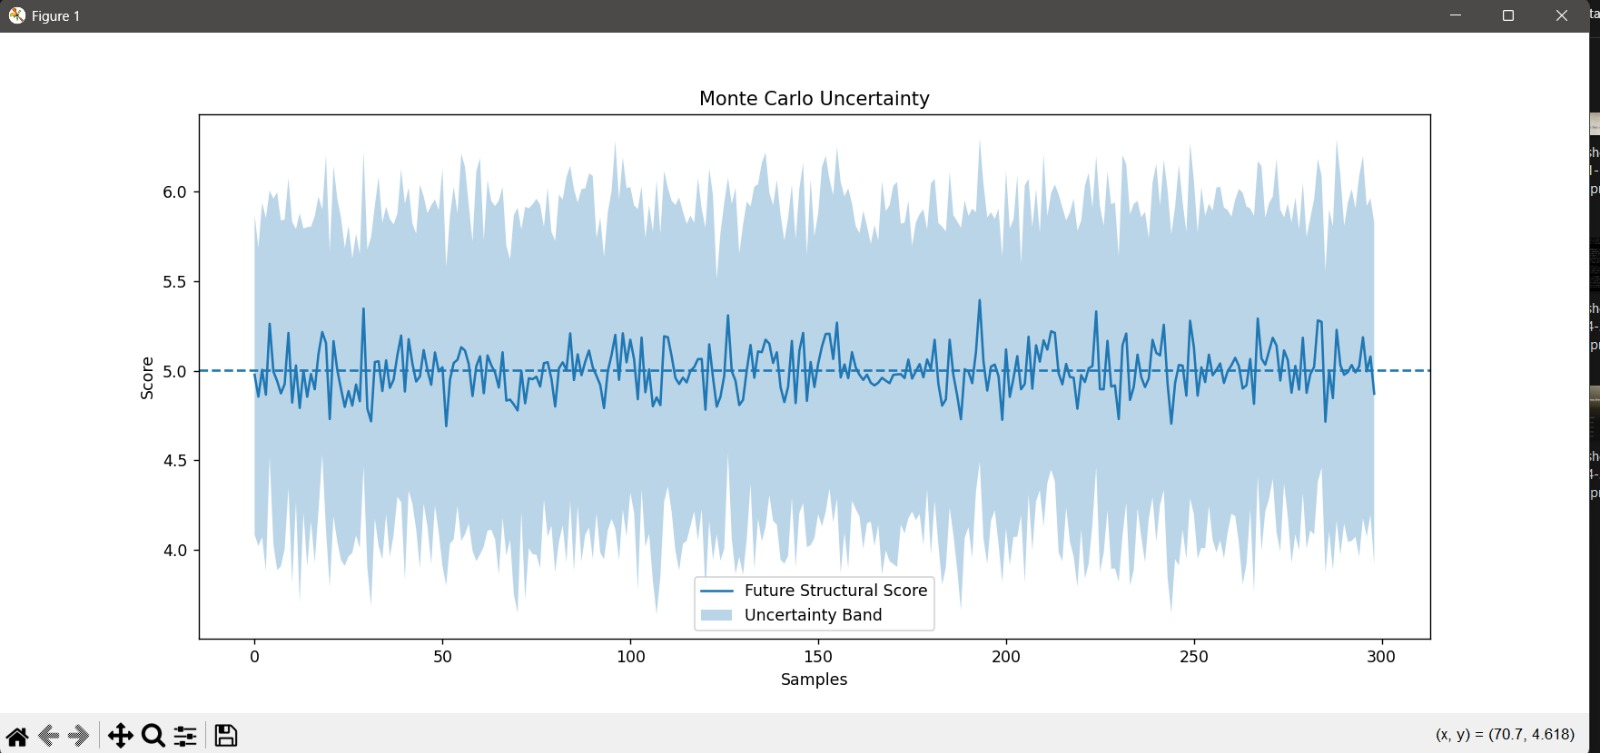 Figure 1
Monte Carlo Uncertainty
6.0
5.5
5.0
4.5
4.0
Score
Future Structural Score
Uncertainty Band
0 50 100 150 200 250 300
Samples
(x, y) = (70.7, 4.618)